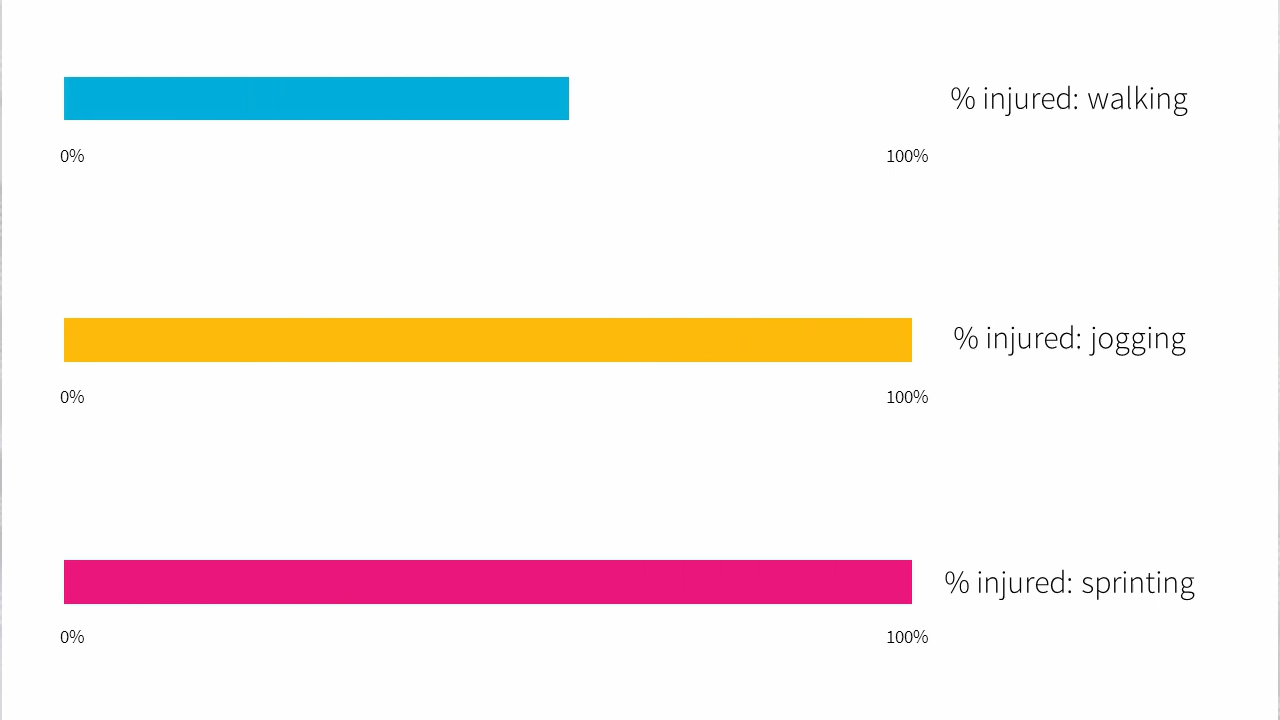 % injured: walking
0% 100%
% injured: jogging
0% 100%
% injured: sprinting
0% 100%